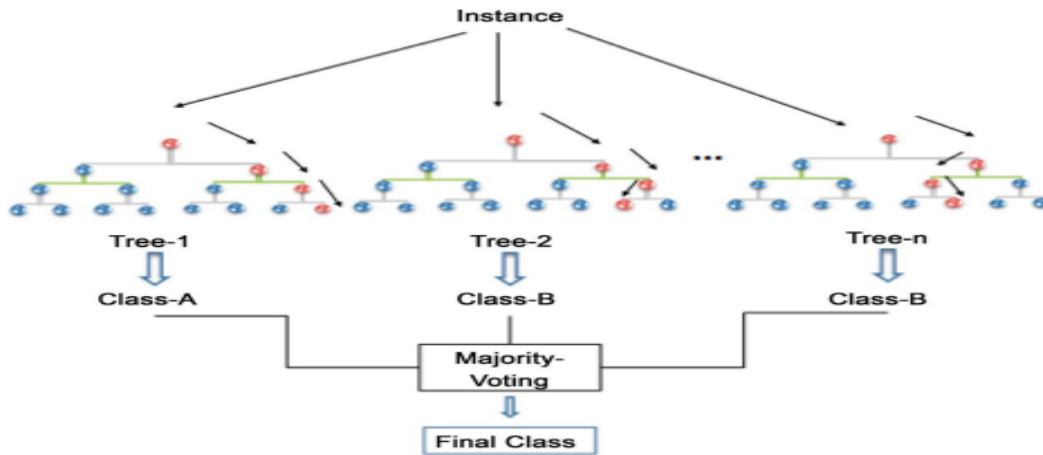 Instance
...
Tree-1 Tree-2 Tree-n
Class-A Class-B Class-B
Majority-
Voting
Final Class